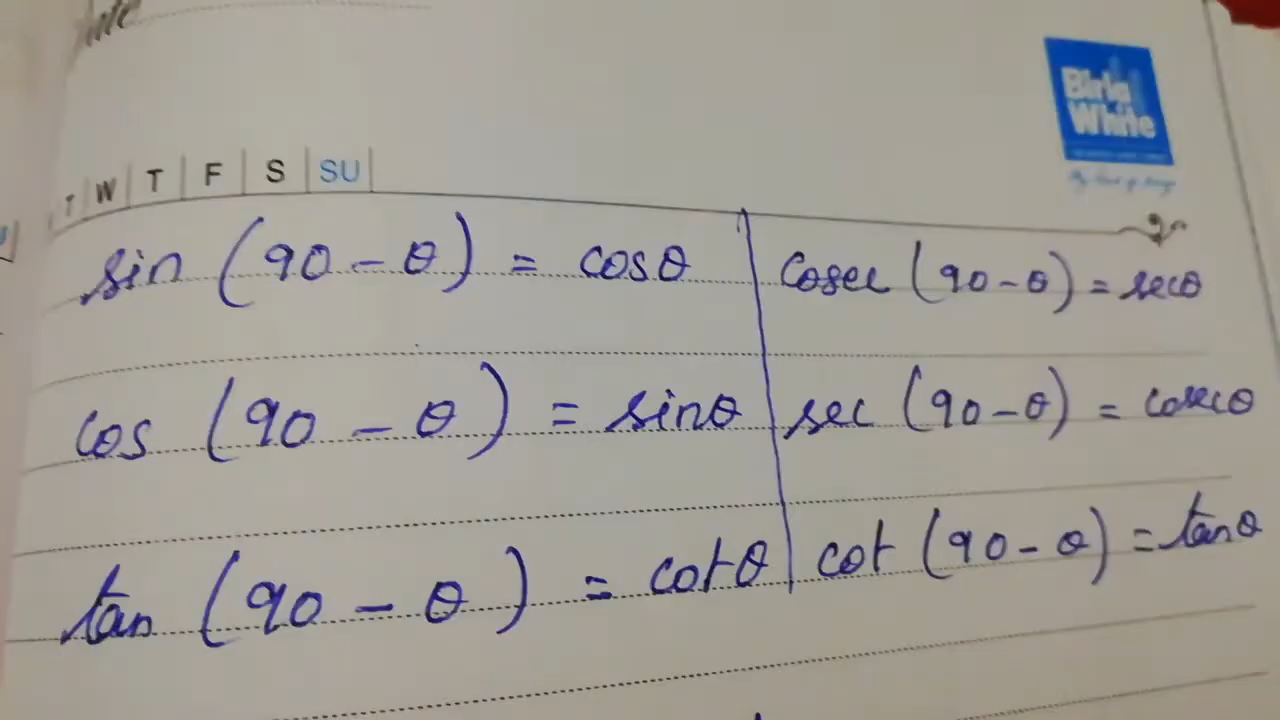 T W T F S SU
Birla
White
sin (90 - θ) = cosθ
cosec (90 - θ) = secθ
cos (90 - θ) = sinθ
sec (90 - θ) = cosecθ
tan (90 - θ) = cotθ
cot (90 - θ) = tanθ